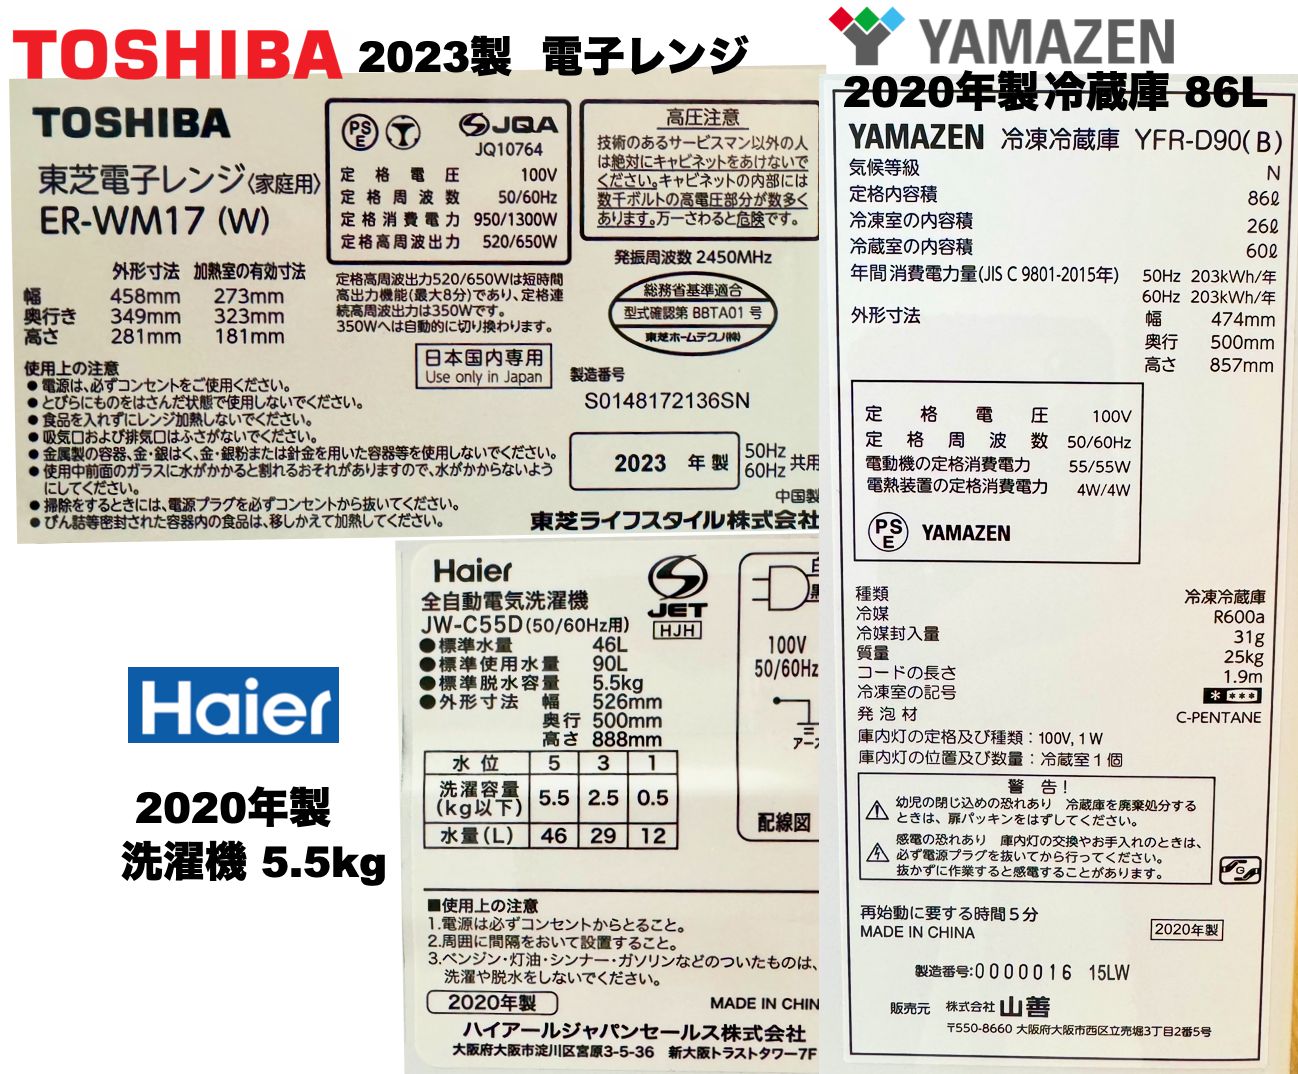 TOSHIBA 2023製 電子レンジ
TOSHIBA
東芝電子レンジ〈家庭用〉
ER-WM17 (W)
外形寸法 加熱室の有効寸法
幅 458mm 273mm
奥行き 349mm 323mm
高さ 281mm 181mm
PSE JQA
JQ10764
定格電圧 100V
定格周波数 50/60Hz
定格消費電力 950/1300W
定格高周波出力 520/650W
定格高周波出力520/650Wは短時間
高出力機能(最大8分)であり、定格連
続高周波出力は350Wです。
350Wへは自動的に切り換わります。
日本国内専用
Use only in Japan
高圧注意
技術のあるサービスマン以外の人
は絶対にキャビネットをあけないで
ください。キャビネットの内部には
数千ボルトの高電圧部分が数多く
あります。万一さわると危険です。
発振周波数 2450MHz
総務省基準適合
型式確認第 BBTA01 号
東芝ホームテクノ(株)
製造番号
S0148172136SN
2023 年製
50Hz
60Hz 共用
中国製
東芝ライフスタイル株式会社
使用上の注意
●電源は、必ずコンセントをご使用ください。
●とびらにものをはさんだ状態で使用しないでください。
●食品を入れずにレンジ加熱しないでください。
●吸気口および排気口はふさがないでください。
●金属製の容器、金・銀はく、金・銀粉または針金を用いた容器等を使用しないでください。
●使用中前面のガラスに水がかかると割れるおそれがありますので、水がかからないよう
にしてください。
●掃除をするときには、電源プラグを必ずコンセントから抜いてください。
●びん詰等密封された容器内の食品は、移しかえて加熱してください。
YAMAZEN
2020年製 冷蔵庫 86L
YAMAZEN 冷凍冷蔵庫 YFR-D90(B)
気候等級 N
定格内容積 86ℓ
冷凍室の内容積 26ℓ
冷蔵室の内容積 60ℓ
年間消費電力量(JIS C 9801-2015年) 50Hz 203kWh/年
60Hz 203kWh/年
外形寸法 幅 474mm
奥行 500mm
高さ 857mm
定格電圧 100V
定格周波数 50/60Hz
電動機の定格消費電力 55/55W
電熱装置の定格消費電力 4W/4W
PSE YAMAZEN
種類 冷凍冷蔵庫
冷媒 R600a
冷媒封入量 31g
質量 25kg
コードの長さ 1.9m
冷凍室の記号 * ***
発泡材 C-PENTANE
庫内灯の定格及び種類：100V, 1W
庫内灯の位置及び数量：冷蔵室1個
警告！
幼児の閉じ込めの恐れあり 冷蔵庫を廃棄処分する
ときは、扉パッキンをはずしてください。
感電の恐れあり 庫内灯の交換やお手入れのときは、
必ず電源プラグを抜いてから行ってください。
抜かずに作業すると感電することがあります。
G
再始動に要する時間5分
MADE IN CHINA
2020年製
製造番号:0000016 15LW
販売元 株式会社 山善
〒550-8660 大阪府大阪市西区立売堀3丁目2番5号
Haier
2020年製
洗濯機 5.5kg
Haier
全自動電気洗濯機
JW-C55D(50/60Hz用)
JET
HJH
●標準水量 46L
●標準使用水量 90L
●標準脱水容量 5.5kg
●外形寸法 幅 526mm
奥行 500mm
高さ 888mm
水位 5 3 1
洗濯容量(kg以下) 5.5 2.5 0.5
水量(L) 46 29 12
100V
50/60Hz
配線図
■使用上の注意
1.電源は必ずコンセントからとること。
2.周囲に間隔をおいて設置すること。
3.ベンジン・灯油・シンナー・ガソリンなどのついたものは、
洗濯や脱水をしないでください。
2020年製
MADE IN CHIN
ハイアールジャパンセールス株式会社
大阪府大阪市淀川区宮原3-5-36 新大阪トラストタワー7F